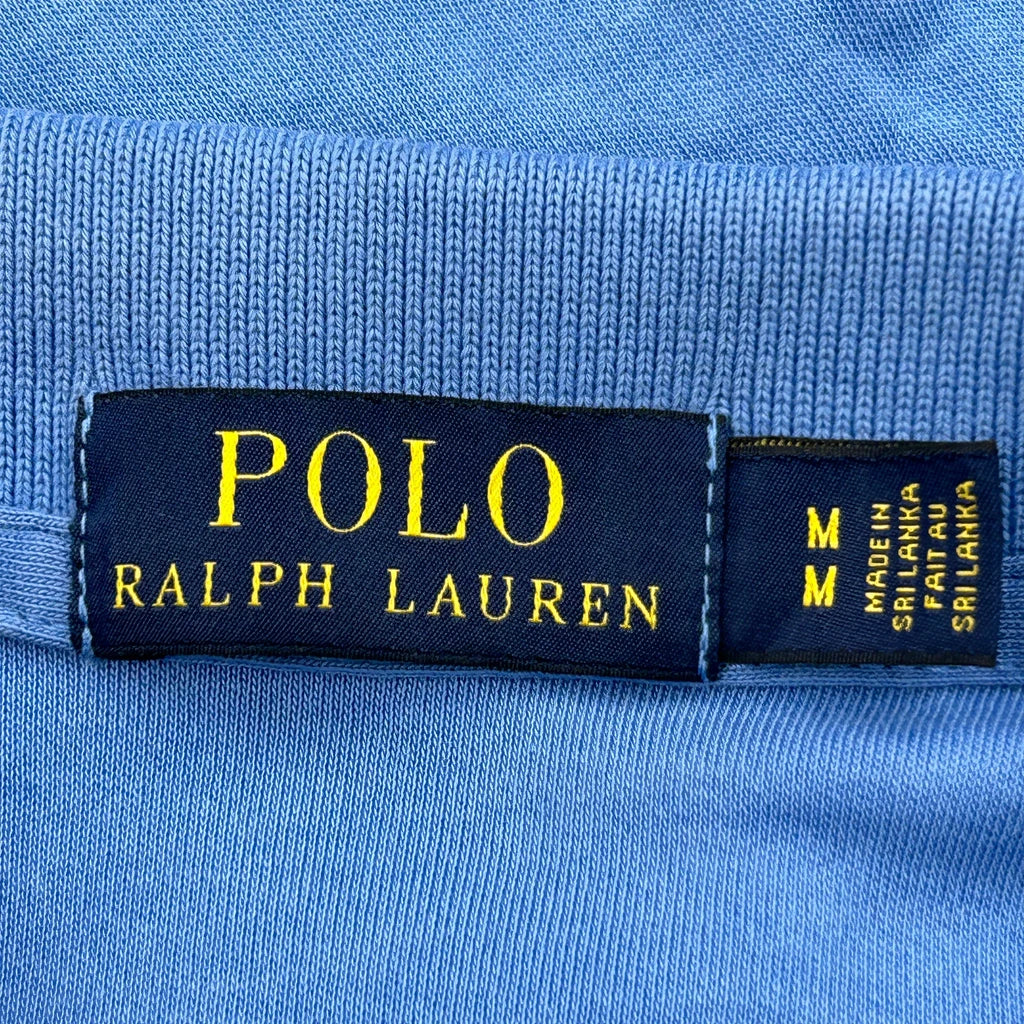 POLO
RALPH LAUREN
M
M
MADE IN
SRI LANKA
FAIT AU
SRI LANKA